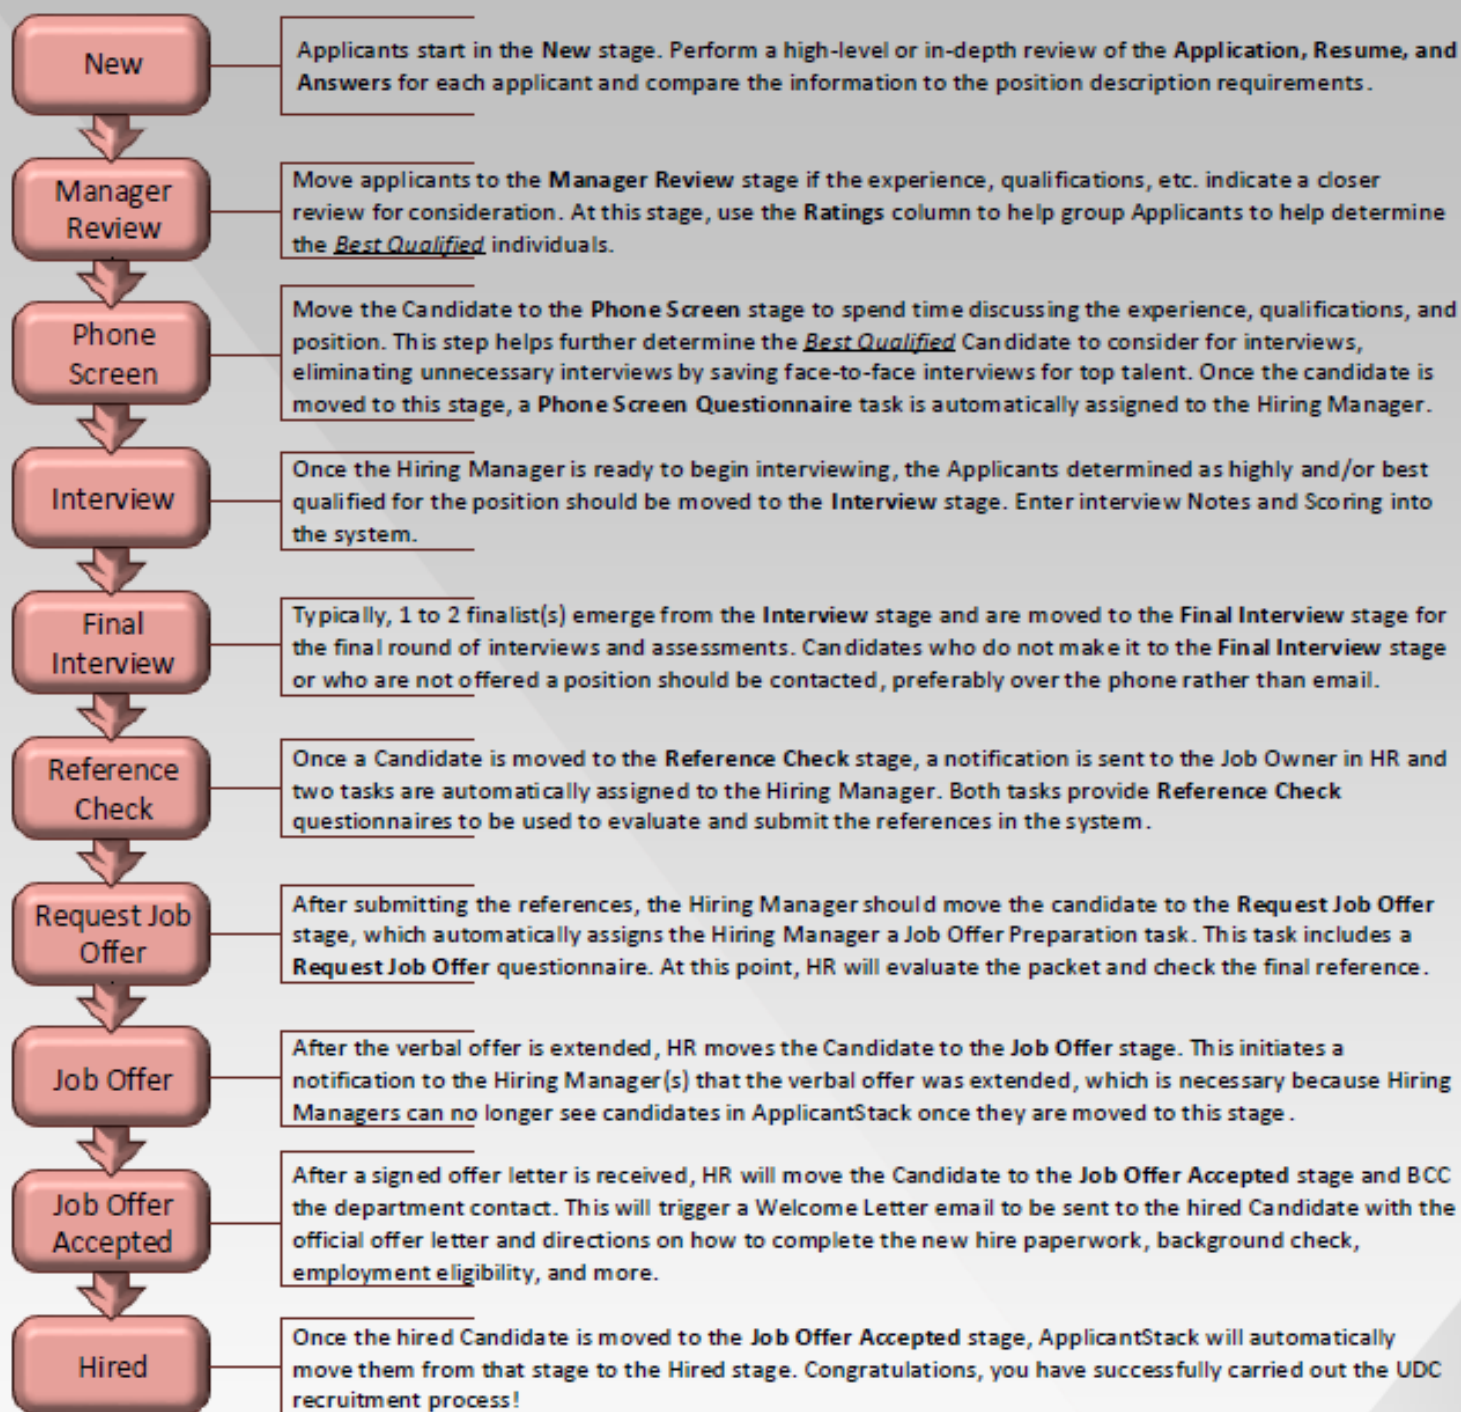 New
Applicants start in the New stage. Perform a high-level or in-depth review of the Application, Resume, and
Answers for each applicant and compare the information to the position description requirements.
Manager
Review
Move applicants to the Manager Review stage if the experience, qualifications, etc. indicate a closer
review for consideration. At this stage, use the Ratings column to help group Applicants to help determine
the Best Qualified individuals.
Phone
Screen
Move the Candidate to the Phone Screen stage to spend time discussing the experience, qualifications, and
position. This step helps further determine the Best Qualified Candidate to consider for interviews,
eliminating unnecessary interviews by saving face-to-face interviews for top talent. Once the candidate is
moved to this stage, a Phone Screen Questionnaire task is automatically assigned to the Hiring Manager.
Interview
Once the Hiring Manager is ready to begin interviewing, the Applicants determined as highly and/or best
qualified for the position should be moved to the Interview stage. Enter interview Notes and Scoring into
the system.
Final
Interview
Typically, 1 to 2 finalist(s) emerge from the Interview stage and are moved to the Final Interview stage for
the final round of interviews and assessments. Candidates who do not make it to the Final Interview stage
or who are not offered a position should be contacted, preferably over the phone rather than email.
Reference
Check
Once a Candidate is moved to the Reference Check stage, a notification is sent to the Job Owner in HR and
two tasks are automatically assigned to the Hiring Manager. Both tasks provide Reference Check
questionnaires to be used to evaluate and submit the references in the system.
Request Job
Offer
After submitting the references, the Hiring Manager should move the candidate to the Request Job Offer
stage, which automatically assigns the Hiring Manager a Job Offer Preparation task. This task includes a
Request Job Offer questionnaire. At this point, HR will evaluate the packet and check the final reference.
Job Offer
After the verbal offer is extended, HR moves the Candidate to the Job Offer stage. This initiates a
notification to the Hiring Manager(s) that the verbal offer was extended, which is necessary because Hiring
Managers can no longer see candidates in ApplicantStack once they are moved to this stage.
Job Offer
Accepted
After a signed offer letter is received, HR will move the Candidate to the Job Offer Accepted stage and BCC
the department contact. This will trigger a Welcome Letter email to be sent to the hired Candidate with the
official offer letter and directions on how to complete the new hire paperwork, background check,
employment eligibility, and more.
Hired
Once the hired Candidate is moved to the Job Offer Accepted stage, ApplicantStack will automatically
move them from that stage to the Hired stage. Congratulations, you have successfully carried out the UDC
recruitment process!